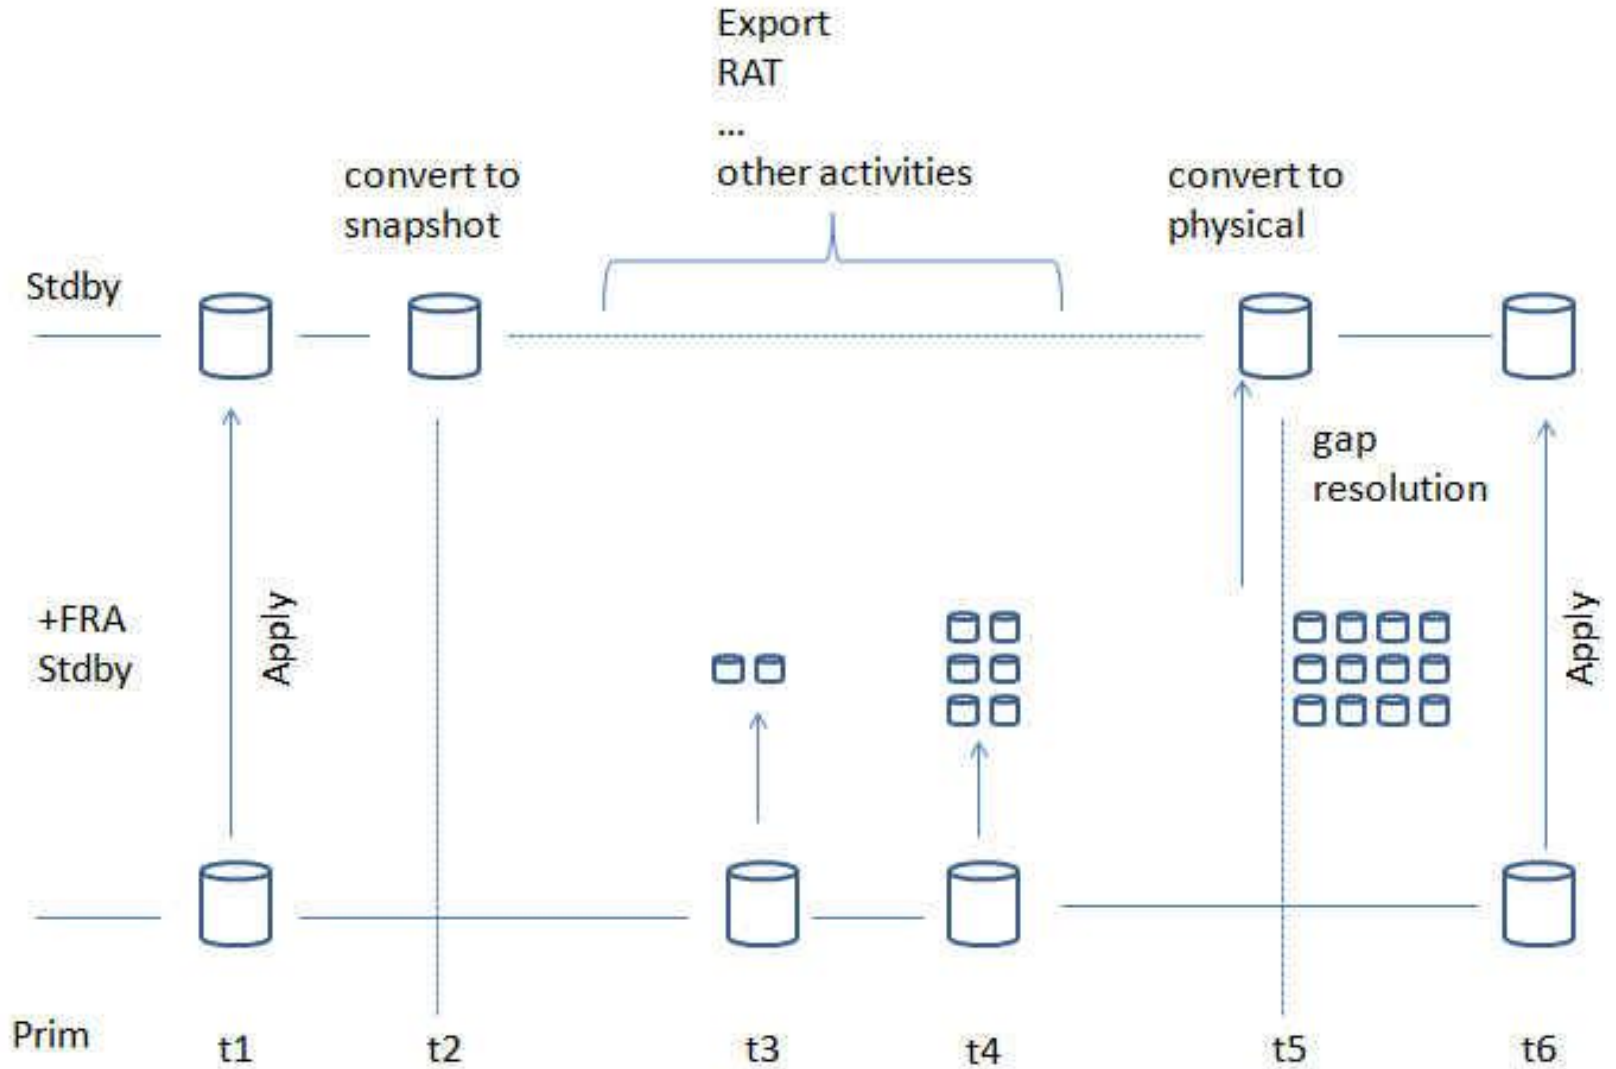 Export
RAT
...
other activities
convert to
snapshot
convert to
physical
Stdby
gap
resolution
+FRA
Stdby
Apply
Apply
Prim
t1
t2
t3
t4
t5
t6